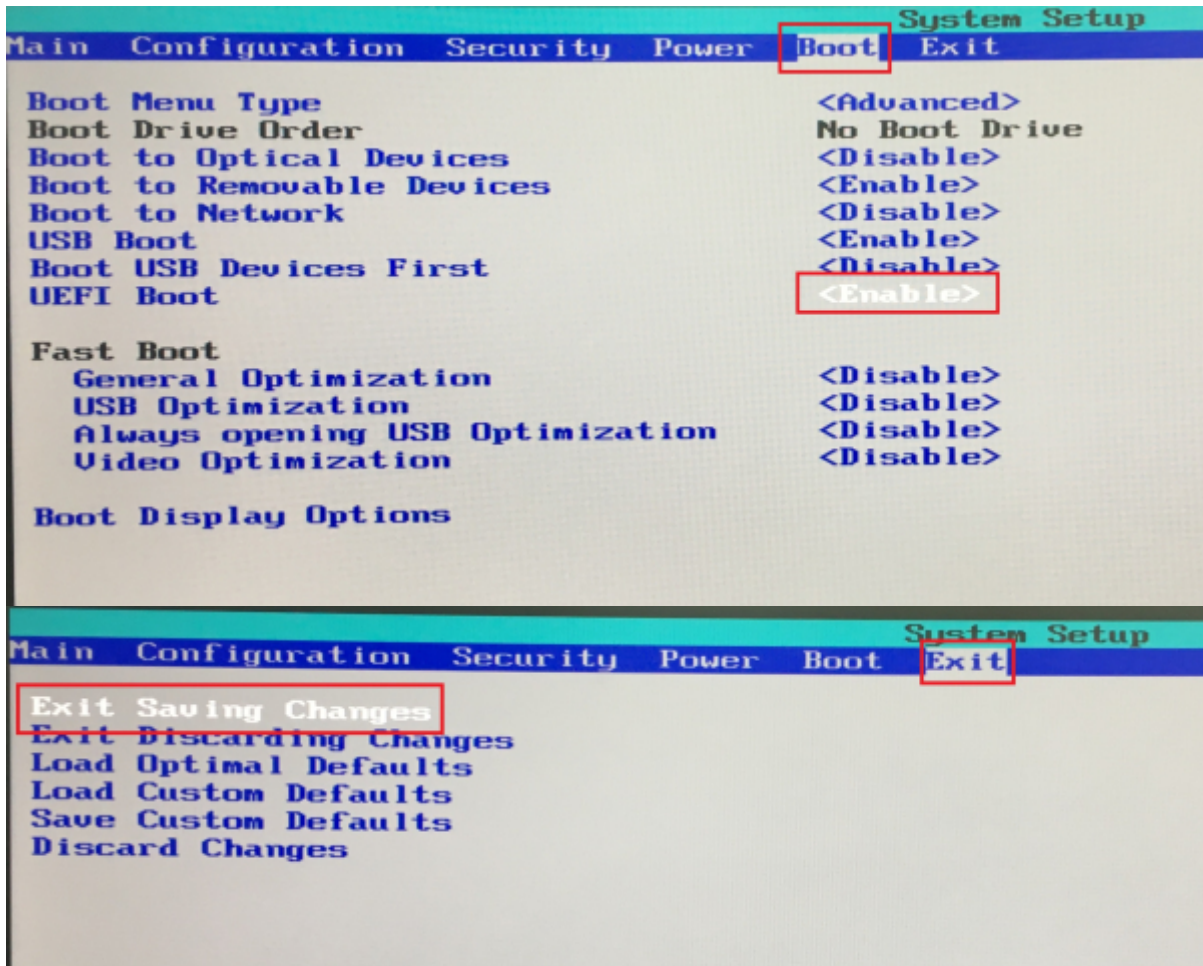 System Setup
Main Configuration Security Power Boot Exit
Boot Menu Type <Advanced>
Boot Drive Order No Boot Drive
Boot to Optical Devices <Disable>
Boot to Removable Devices <Enable>
Boot to Network <Disable>
USB Boot <Enable>
Boot USB Devices First <Disable>
UEFI Boot <Enable>
Fast Boot
General Optimization <Disable>
USB Optimization <Disable>
Always opening USB Optimization <Disable>
Video Optimization <Disable>
Boot Display Options
System Setup
Main Configuration Security Power Boot Exit
Exit Saving Changes
Exit Discarding Changes
Load Optimal Defaults
Load Custom Defaults
Save Custom Defaults
Discard Changes